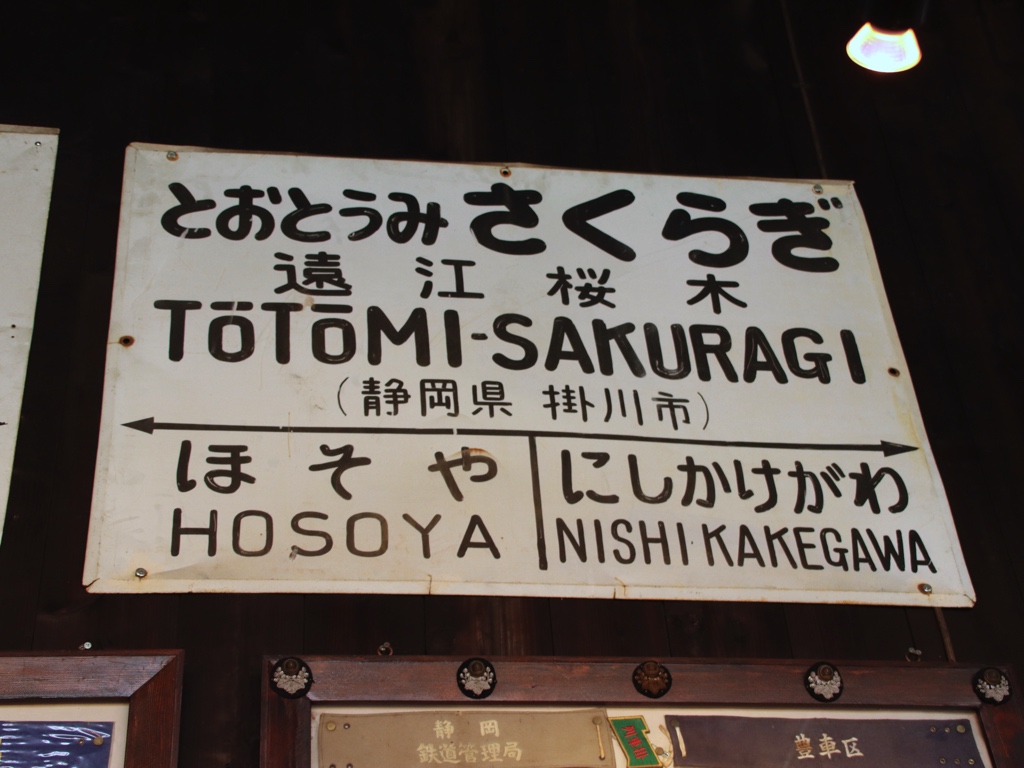 とおとうみ さくらぎ
遠江桜木
TŌTŌMI-SAKURAGI
(静岡県 掛川市)
ほそや
HOSOYA
にしかけがわ
NISHI KAKEGAWA
静岡
鉄道管理局
豊車区